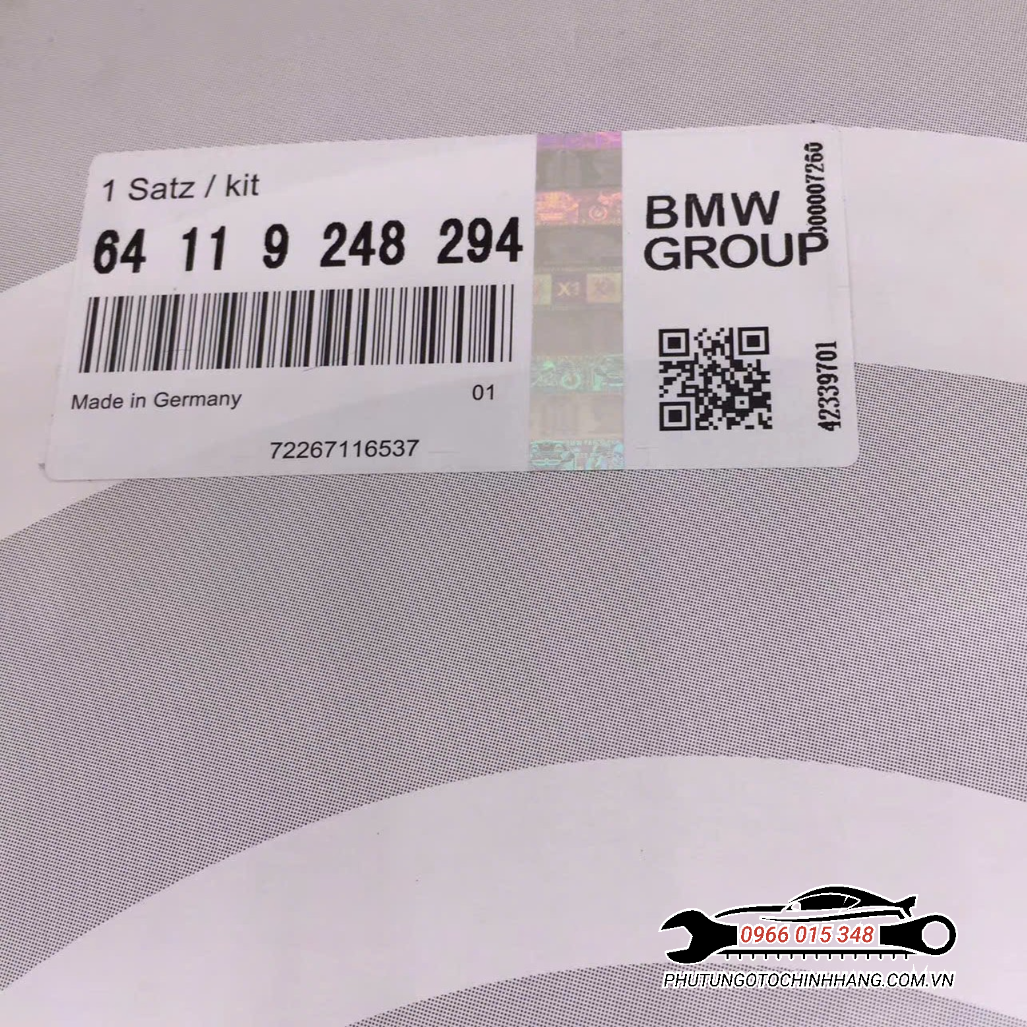 1 Satz / kit
64 11 9 248 294
Made in Germany
01
72267116537
BMW
GROUP
0000007260
42339701
0966 015 348
PHUTUNGOTOCHINHHANG.COM.VN